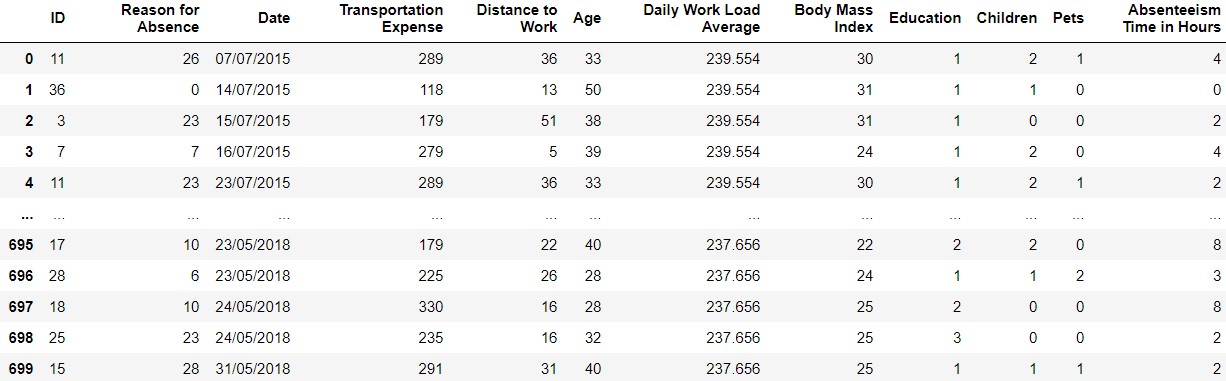 ID Reason for Absence Date Transportation Expense Distance to Work Age Daily Work Load Average Body Mass Index Education Children Pets Absenteeism Time in Hours
0 11 26 07/07/2015 289 36 33 239.554 30 1 2 1 4
1 36 0 14/07/2015 118 13 50 239.554 31 1 1 0 0
2 3 23 15/07/2015 179 51 38 239.554 31 1 0 0 2
3 7 7 16/07/2015 279 5 39 239.554 24 1 2 0 4
4 11 23 23/07/2015 289 36 33 239.554 30 1 2 1 2
... ... ... ... ... ... ... ... ... ... ... ... ...
695 17 10 23/05/2018 179 22 40 237.656 22 2 2 0 8
696 28 6 23/05/2018 225 26 28 237.656 24 1 1 2 3
697 18 10 24/05/2018 330 16 28 237.656 25 2 0 0 8
698 25 23 24/05/2018 235 16 32 237.656 25 3 0 0 2
699 15 28 31/05/2018 291 31 40 237.656 25 1 1 1 2